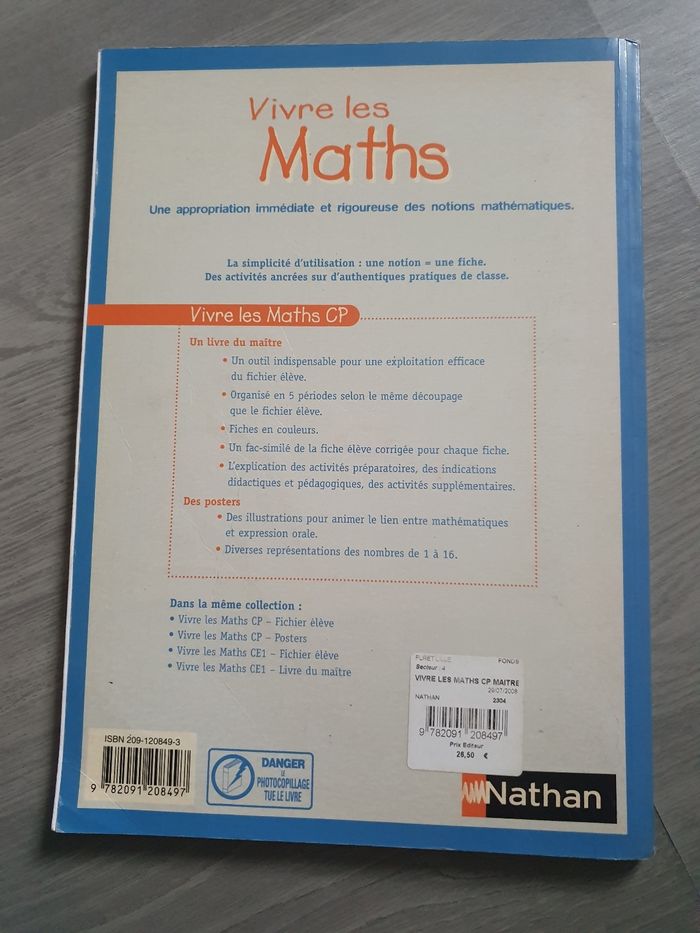 Vivre les
Maths
Une appropriation immédiate et rigoureuse des notions mathématiques.
La simplicité d'utilisation : une notion = une fiche.
Des activités ancrées sur d'authentiques pratiques de classe.
Vivre les Maths CP
Un livre du maître
• Un outil indispensable pour une exploitation efficace
du fichier élève.
• Organisé en 5 périodes selon le même découpage
que le fichier élève.
• Fiches en couleurs.
• Un fac-similé de la fiche élève corrigée pour chaque fiche.
• L'explication des activités préparatoires, des indications
didactiques et pédagogiques, des activités supplémentaires.
Des posters
• Des illustrations pour animer le lien entre mathématiques
et expression orale.
• Diverses représentations des nombres de 1 à 16.
Dans la même collection :
• Vivre les Maths CP – Fichier élève
• Vivre les Maths CP – Posters
• Vivre les Maths CE1 – Fichier élève
• Vivre les Maths CE1 – Livre du maître
FURET LILLE FONDS
Secteur : 4
VIVRE LES MATHS CP MAITRE
29/07/2008
NATHAN 2304
9 782091 208497
Prix Editeur
26,50 €
ISBN 209-120849-3
9 782091 208497
DANGER
LE
PHOTOCOPILLAGE
TUE LE LIVRE
Nathan